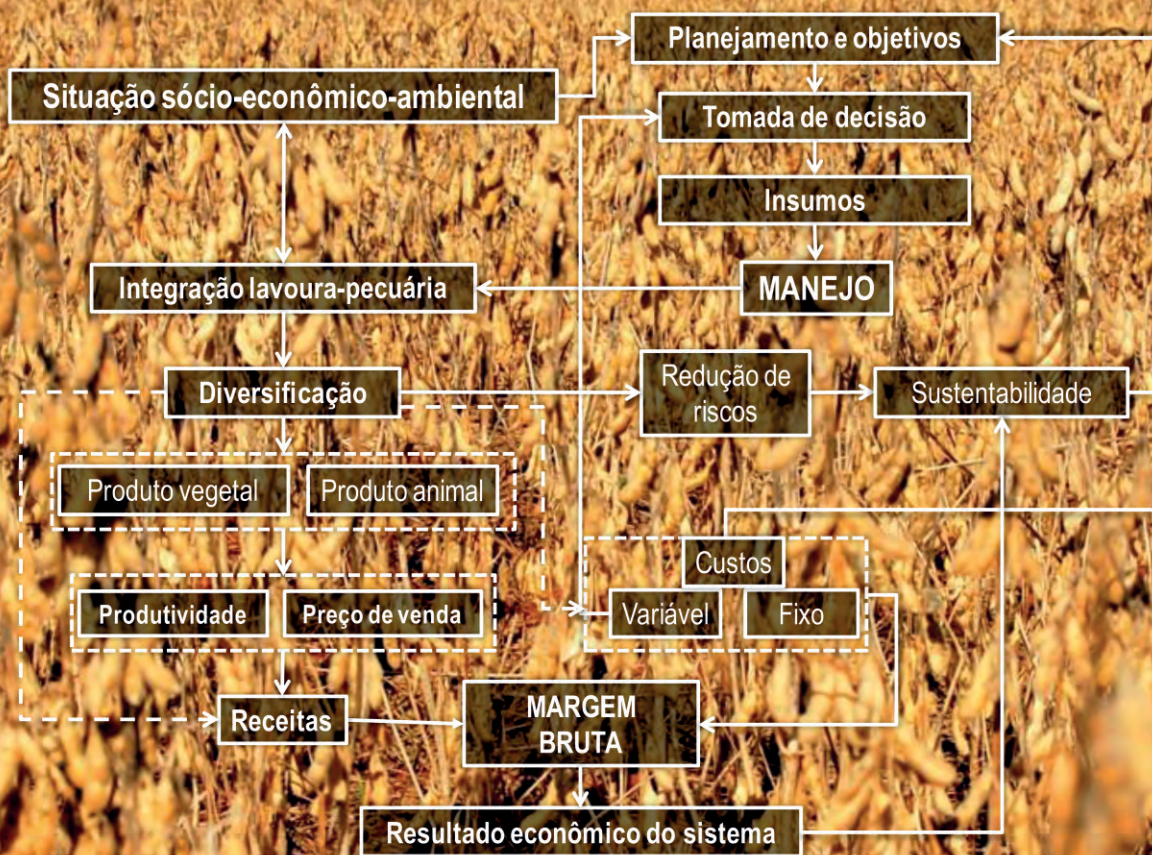 Planejamento e objetivos
Situação sócio-econômico-ambiental
Tomada de decisão
Insumos
Integração lavoura-pecuária
MANEJO
Diversificação
Redução de
riscos
Sustentabilidade
Produto vegetal
Produto animal
Custos
Produtividade
Preço de venda
Variável
Fixo
Receitas
MARGEM
BRUTA
Resultado econômico do sistema